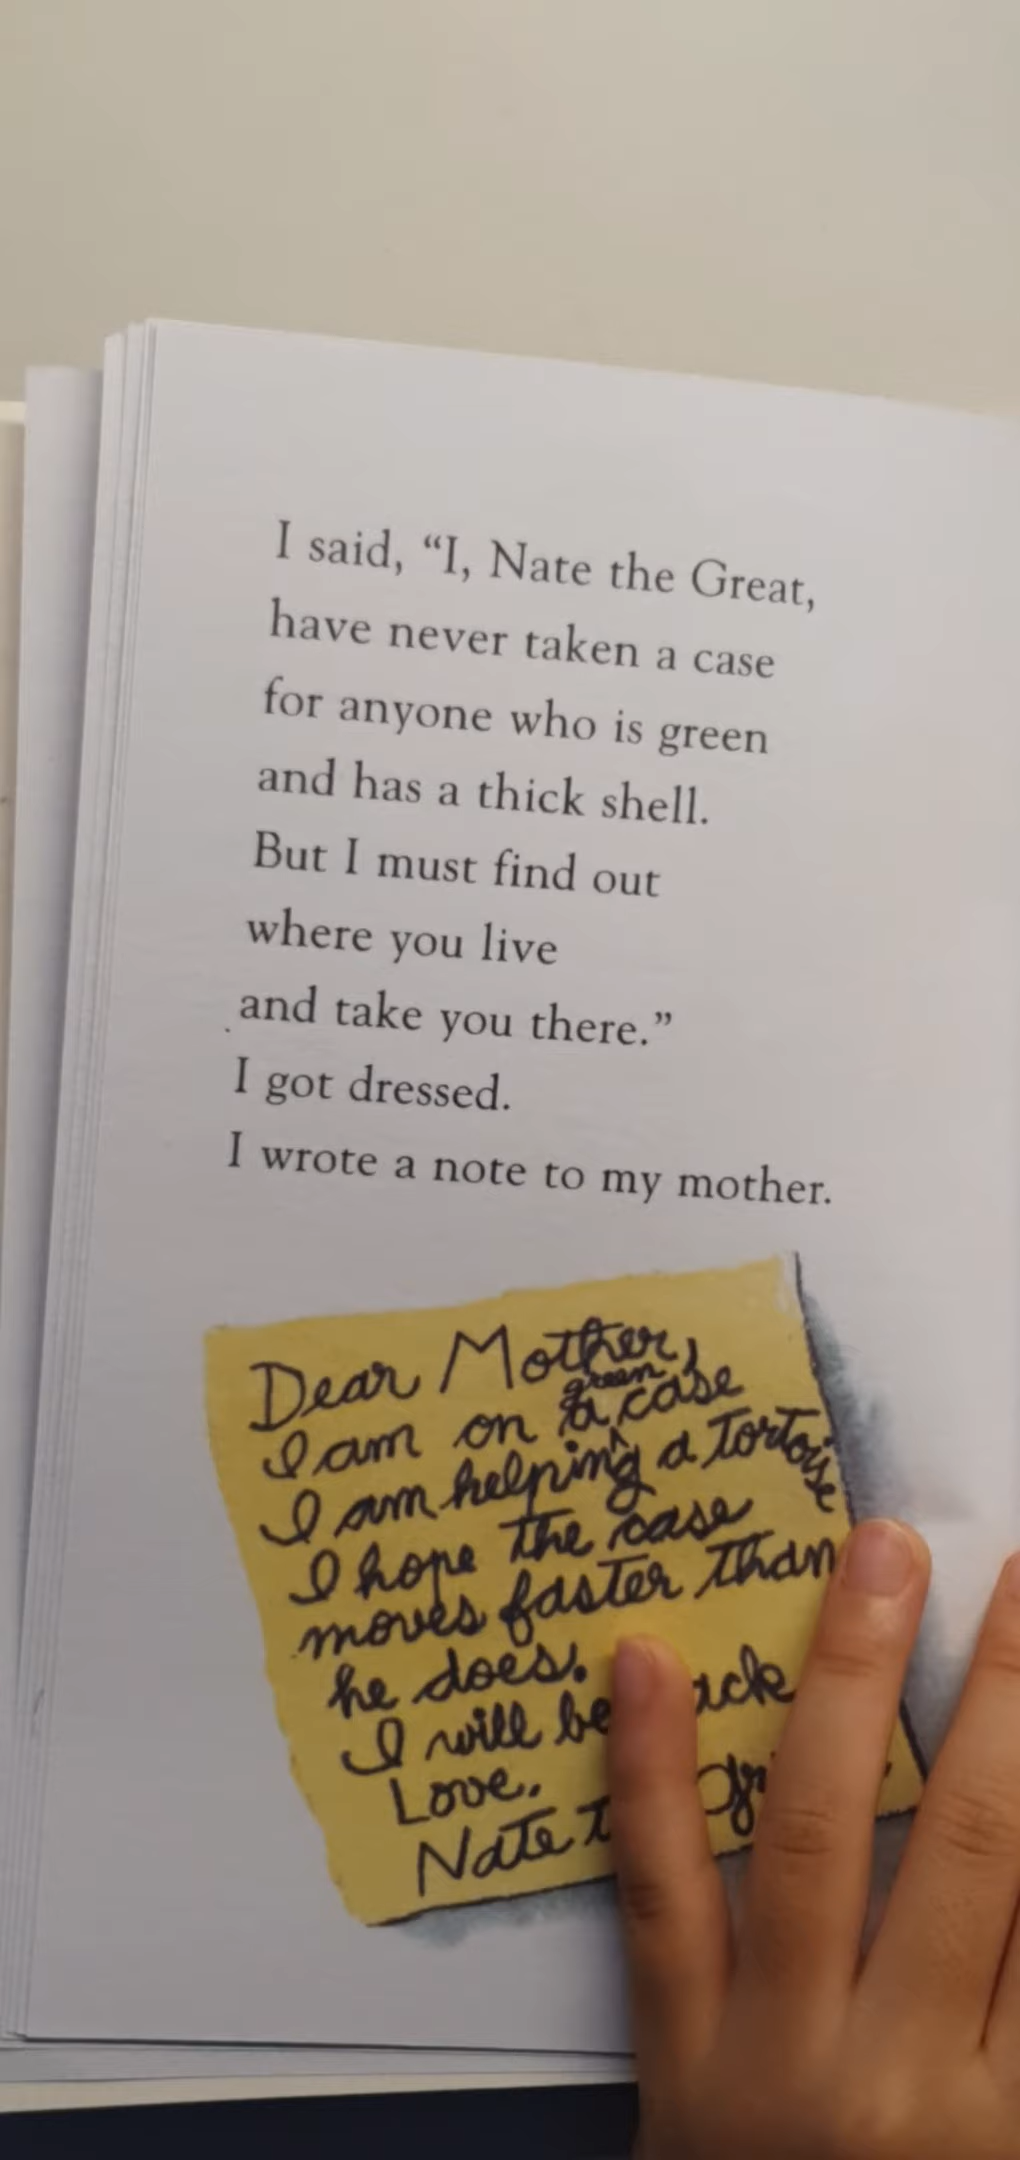 I said, “I, Nate the Great,
have never taken a case
for anyone who is green
and has a thick shell.
But I must find out
where you live
and take you there.”
I got dressed.
I wrote a note to my mother.
Dear Mother,
green
I am on a case
I am helping a tortoise
I hope the case
moves faster than
he does.
I will be
Love.
Nate